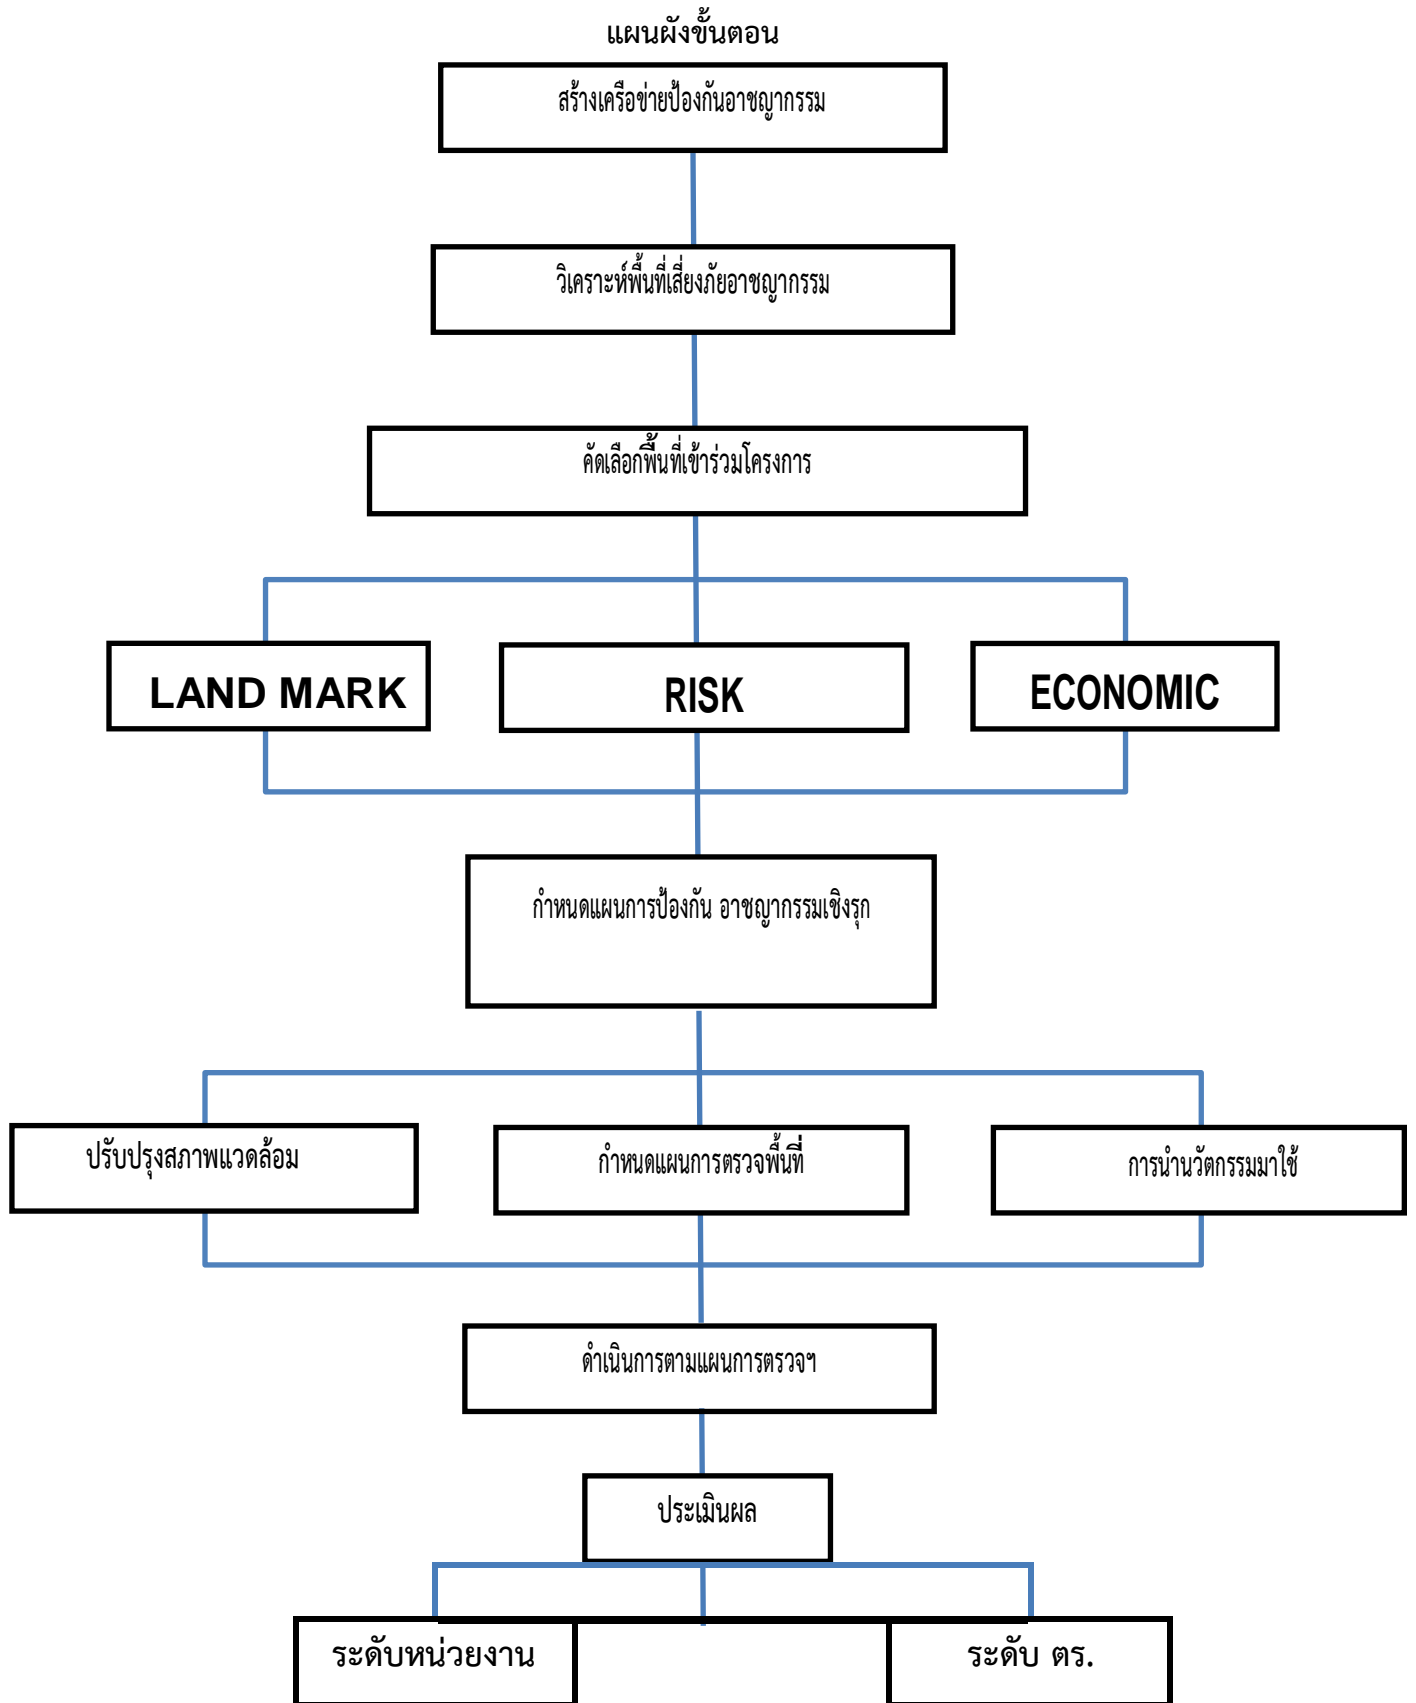 แผนผังขั้นตอน
สร้างเครือข่ายป้องกันอาชญากรรม
วิเคราะห์พื้นที่เสี่ยงภัยอาชญากรรม
คัดเลือกพื้นที่เข้าร่วมโครงการ
LAND MARK
RISK
ECONOMIC
กำหนดแผนการป้องกัน อาชญากรรมเชิงรุก
ปรับปรุงสภาพแวดล้อม
กำหนดแผนการตรวจพื้นที่
การนำนวัตกรรมมาใช้
ดำเนินการตามแผนการตรวจฯ
ประเมินผล
ระดับหน่วยงาน
ระดับ ตร.